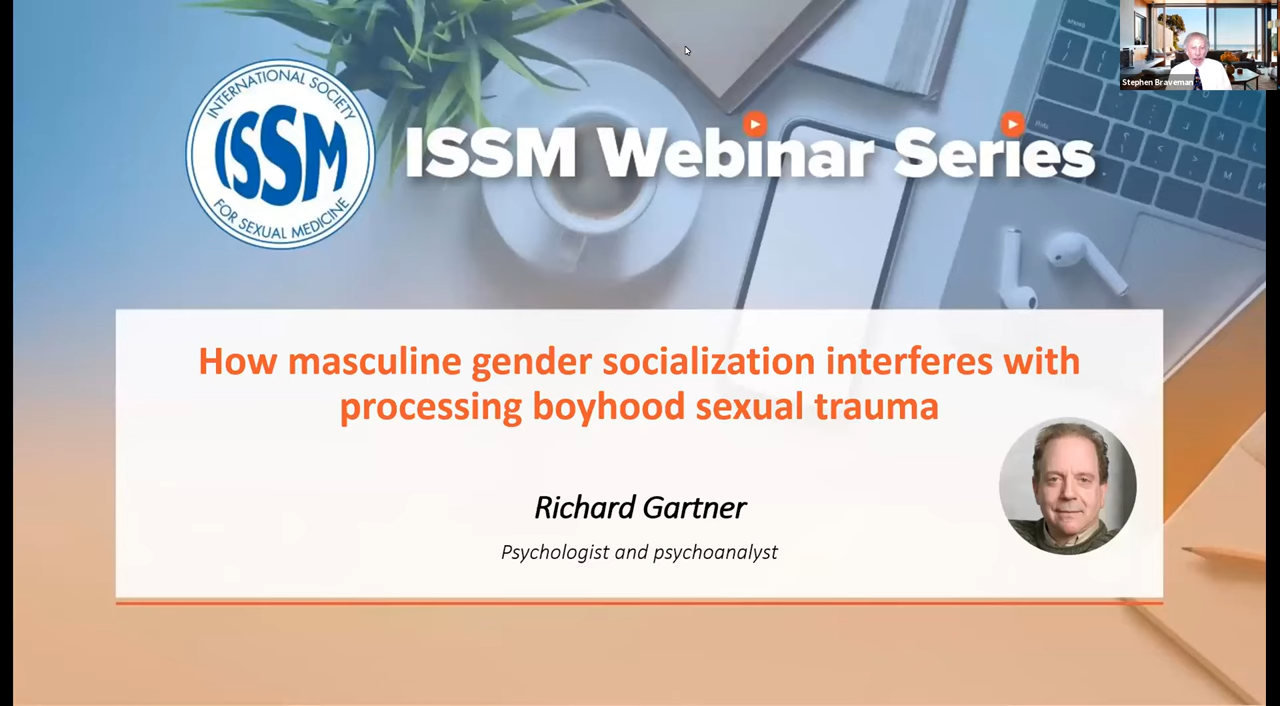 INTERNATIONAL SOCIETY
ISSM
FOR SEXUAL MEDICINE
ISSM Webinar Series
Stephen Braveman
How masculine gender socialization interferes with
processing boyhood sexual trauma
Richard Gartner
Psychologist and psychoanalyst